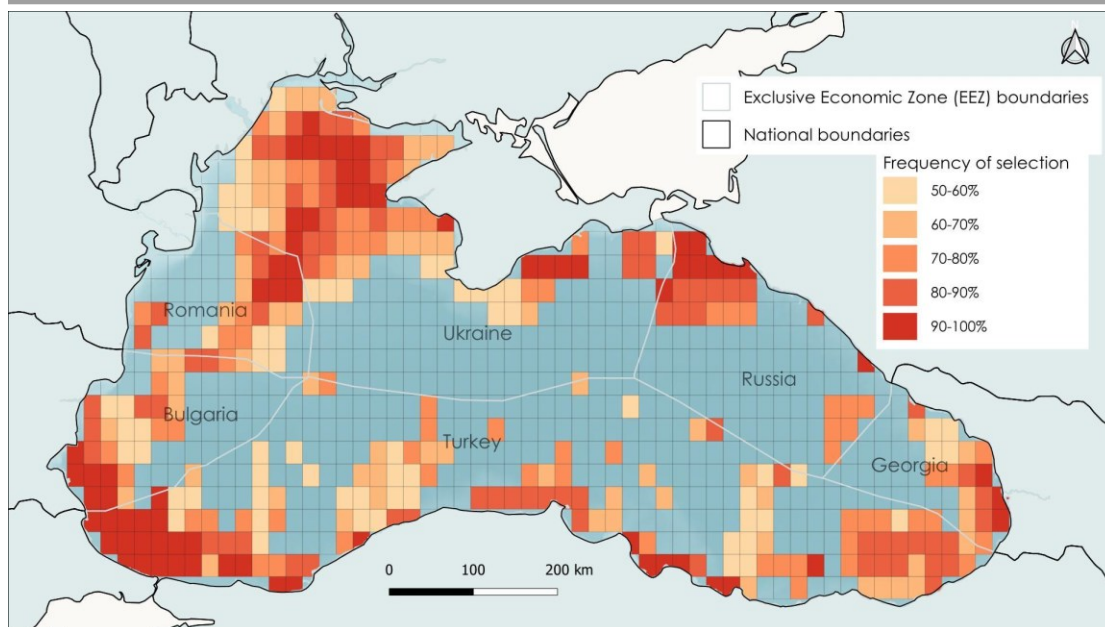 N
Exclusive Economic Zone (EEZ) boundaries
National boundaries
Frequency of selection
50-60%
60-70%
70-80%
80-90%
90-100%
Romania
Ukraine
Russia
Bulgaria
Turkey
Georgia
0 100 200 km